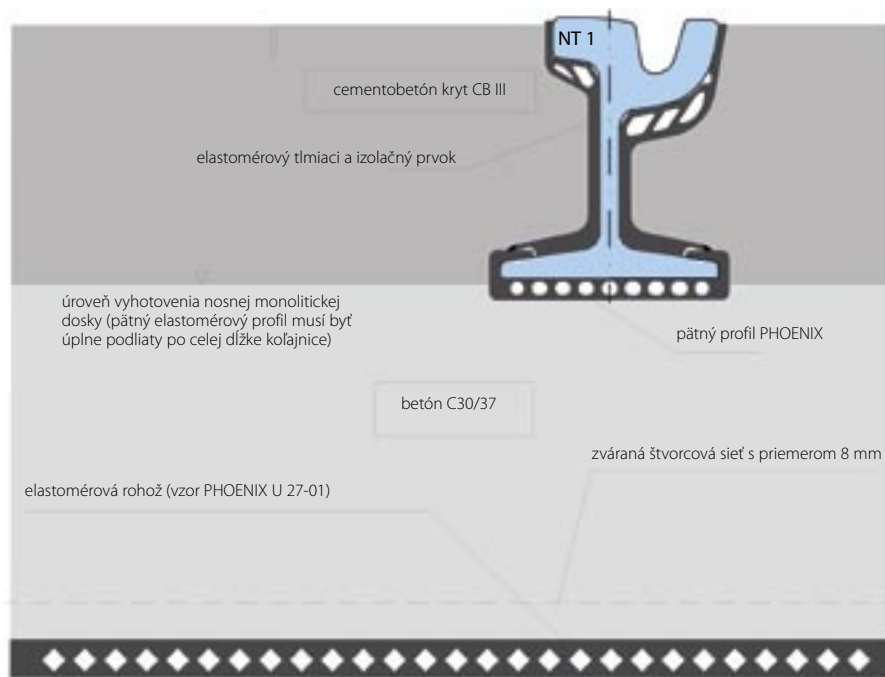 NT 1
cementobetón kryt CB III
elastomérový tlmiaci a izolačný prvok
úroveň vyhotovenia nosnej monolitickej
dosky (pätný elastomérový profil musí byť
úplne podliaty po celej dĺžke koľajnice)
pätný profil PHOENIX
betón C30/37
zváraná štvorcová sieť s priemerom 8 mm
elastomérová rohož (vzor PHOENIX U 27-01)